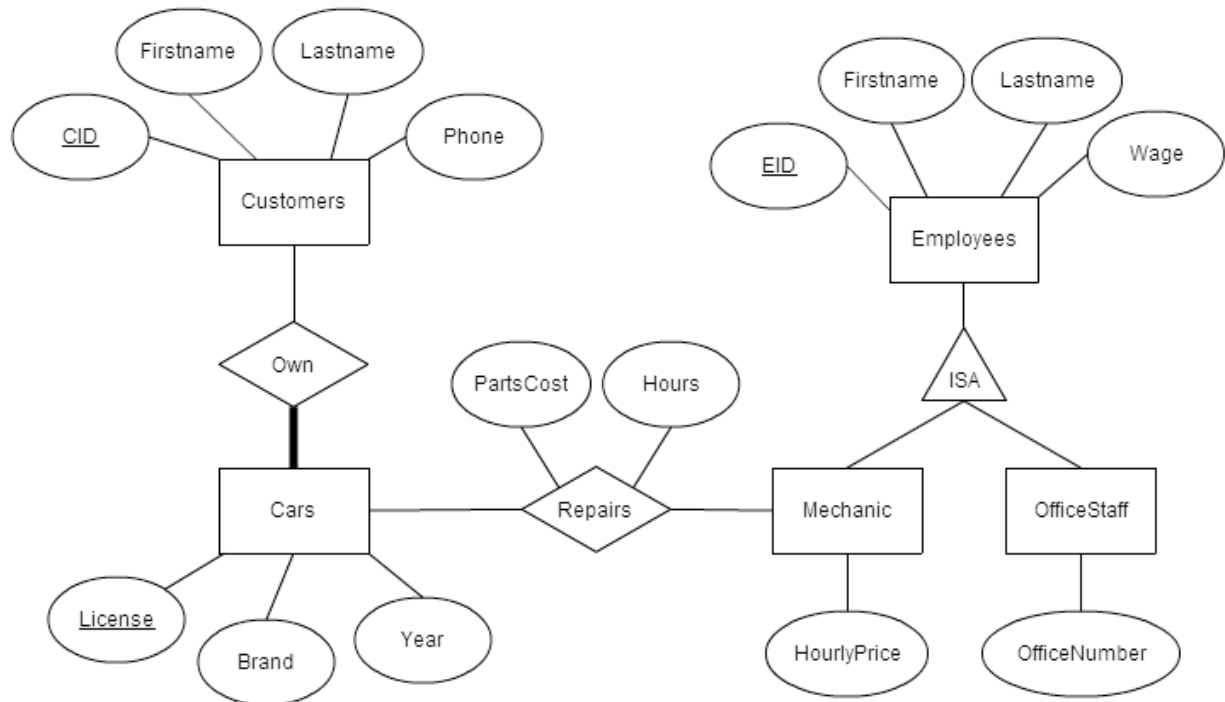 Firstname
Lastname
CID
Phone
Customers
Firstname
Lastname
EID
Wage
Employees
Own
PartsCost
Hours
ISA
Cars
Repairs
Mechanic
OfficeStaff
License
Brand
Year
HourlyPrice
OfficeNumber